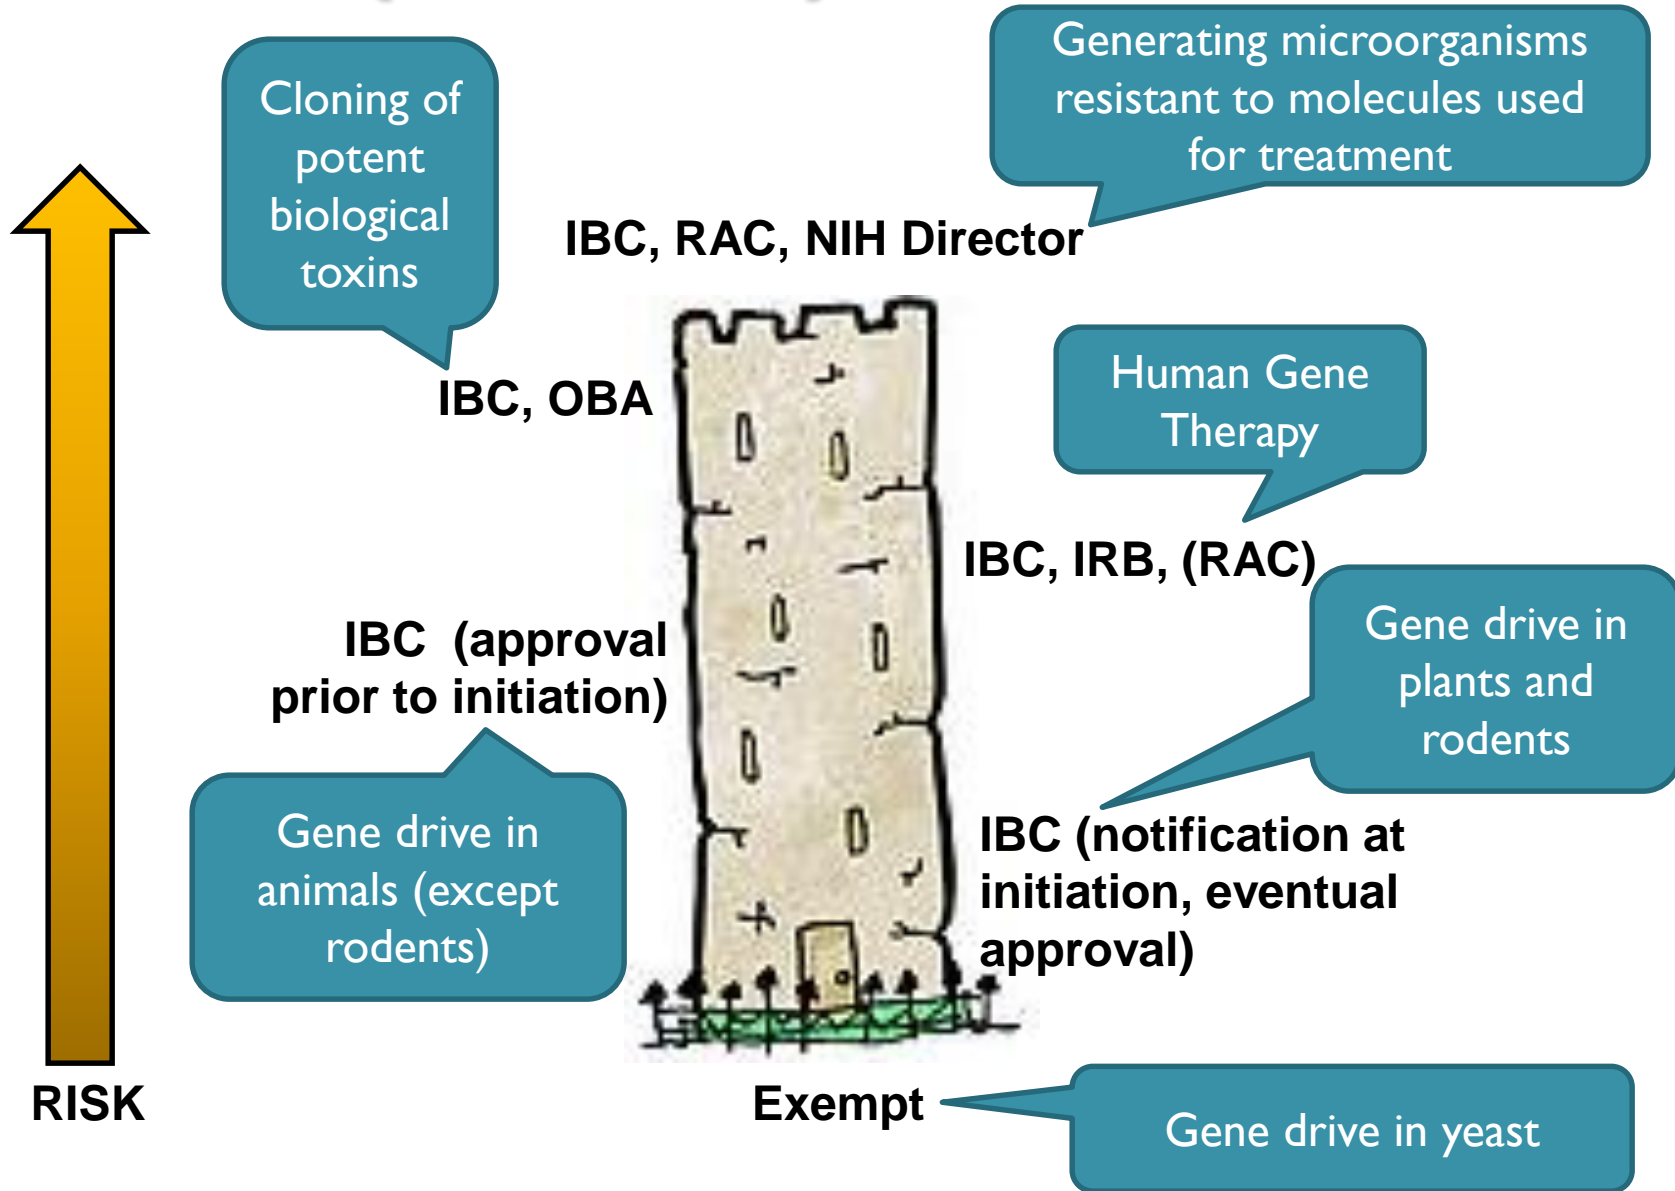 Generating microorganisms
resistant to molecules used
for treatment
Cloning of
potent
biological
toxins
IBC, RAC, NIH Director
IBC, OBA
Human Gene
Therapy
IBC, IRB, (RAC)
Gene drive in
plants and
rodents
IBC  (approval
prior to initiation)
Gene drive in
animals (except
rodents)
IBC (notification at
initiation, eventual
approval)
RISK
Exempt
Gene drive in yeast